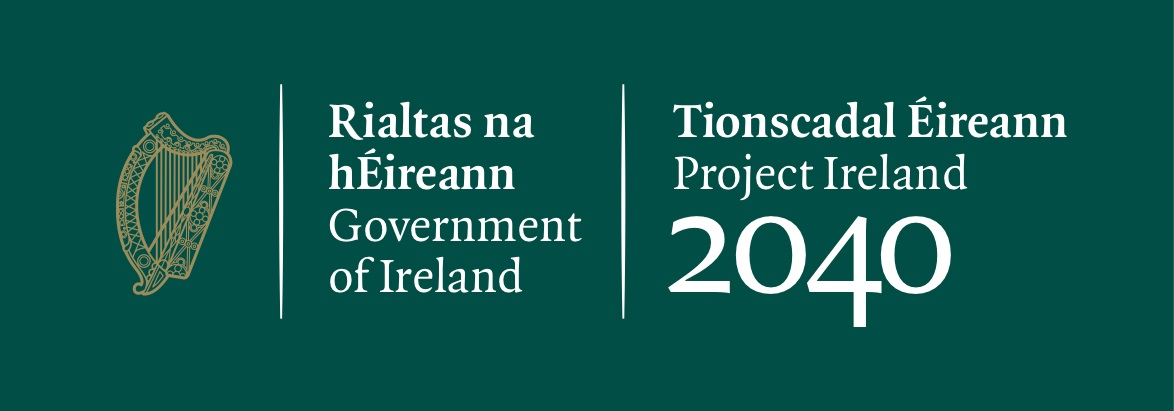 Rialtas na
hÉireann
Government
of Ireland
Tionscadal Éireann
Project Ireland
2040